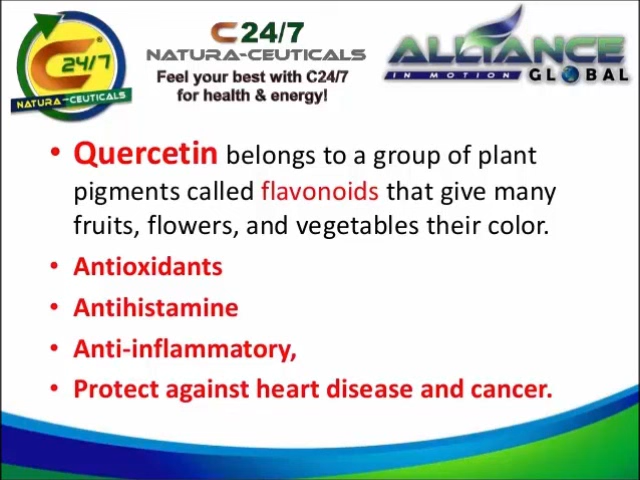 C 24/7
NATURA-CEUTICALS
C24/7
NATURA-CEUTICALS
Feel your best with C24/7
for health & energy!
ALLIANCE
IN MOTION GLOBAL
• Quercetin belongs to a group of plant
pigments called flavonoids that give many
fruits, flowers, and vegetables their color.
• Antioxidants
• Antihistamine
• Anti-inflammatory,
• Protect against heart disease and cancer.